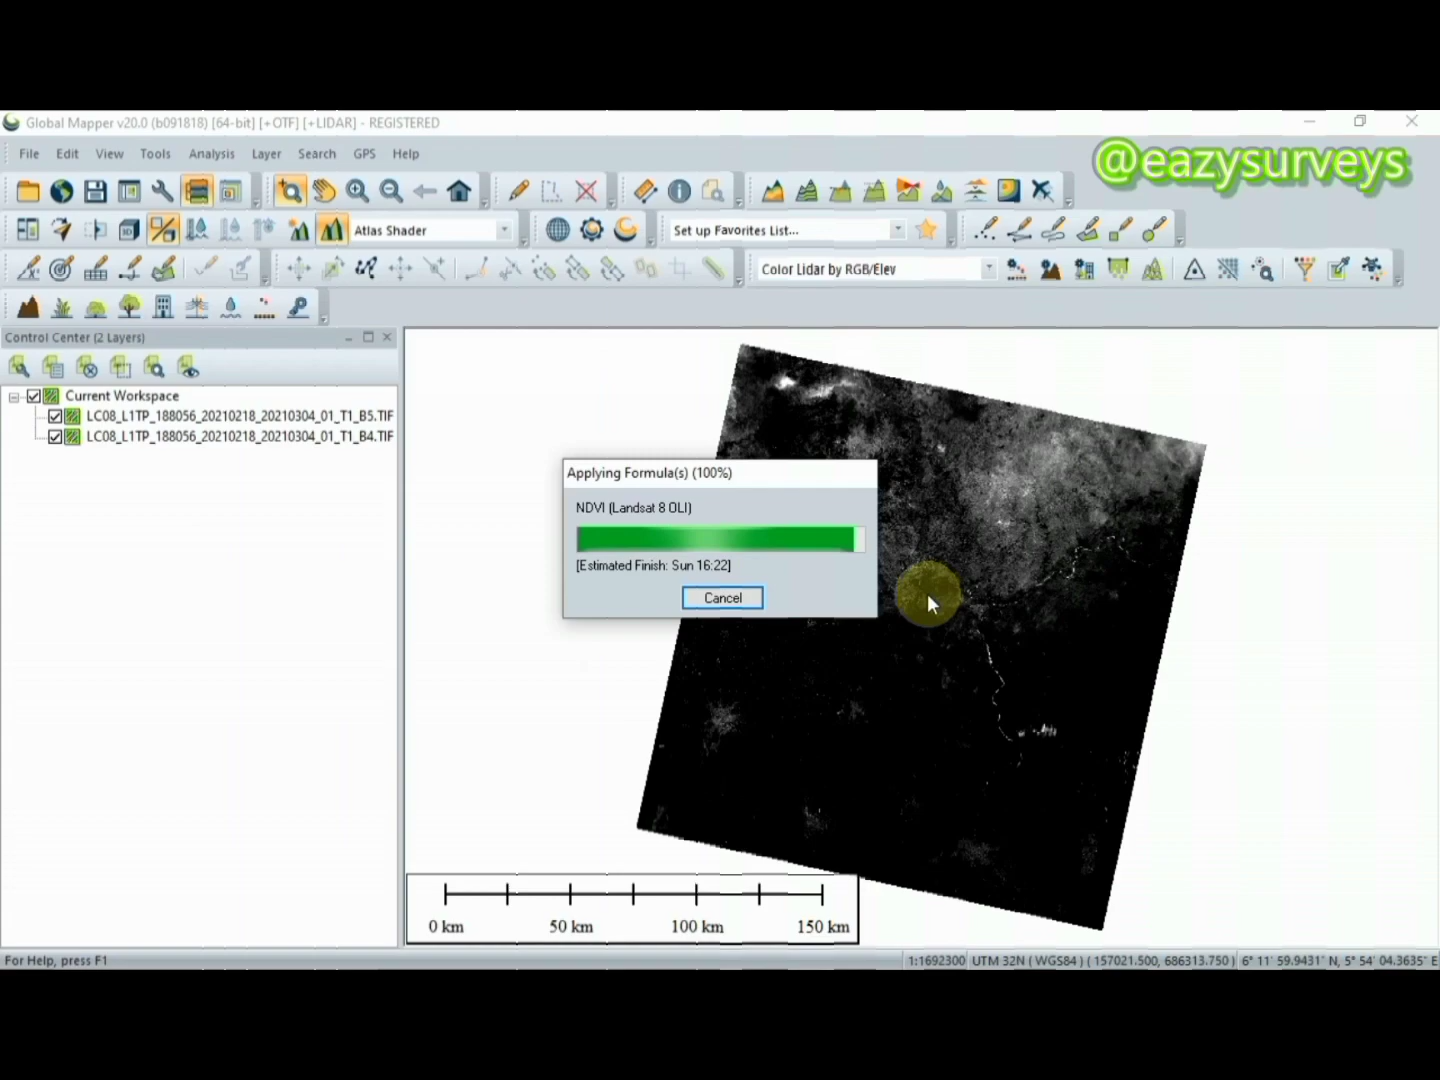 Global Mapper v20.0 (b091818) [64-bit] [+OTF] [+LIDAR] - REGISTERED
File Edit View Tools Analysis Layer Search GPS Help
@eazysurveys
Atlas Shader
Set up Favorites List...
Color Lidar by RGB/Elev
Control Center (2 Layers)
Current Workspace
LC08_L1TP_188056_20210218_20210304_01_T1_B5.TIF
LC08_L1TP_188056_20210218_20210304_01_T1_B4.TIF
Applying Formula(s) (100%)
NDVI (Landsat 8 OLI)
[Estimated Finish: Sun 16:22]
Cancel
0 km 50 km 100 km 150 km
For Help, press F1
1:1692300 UTM 32N ( WGS84 ) ( 157021.500, 686313.750 ) 6° 11' 59.9431" N, 5° 54' 04.3635" E